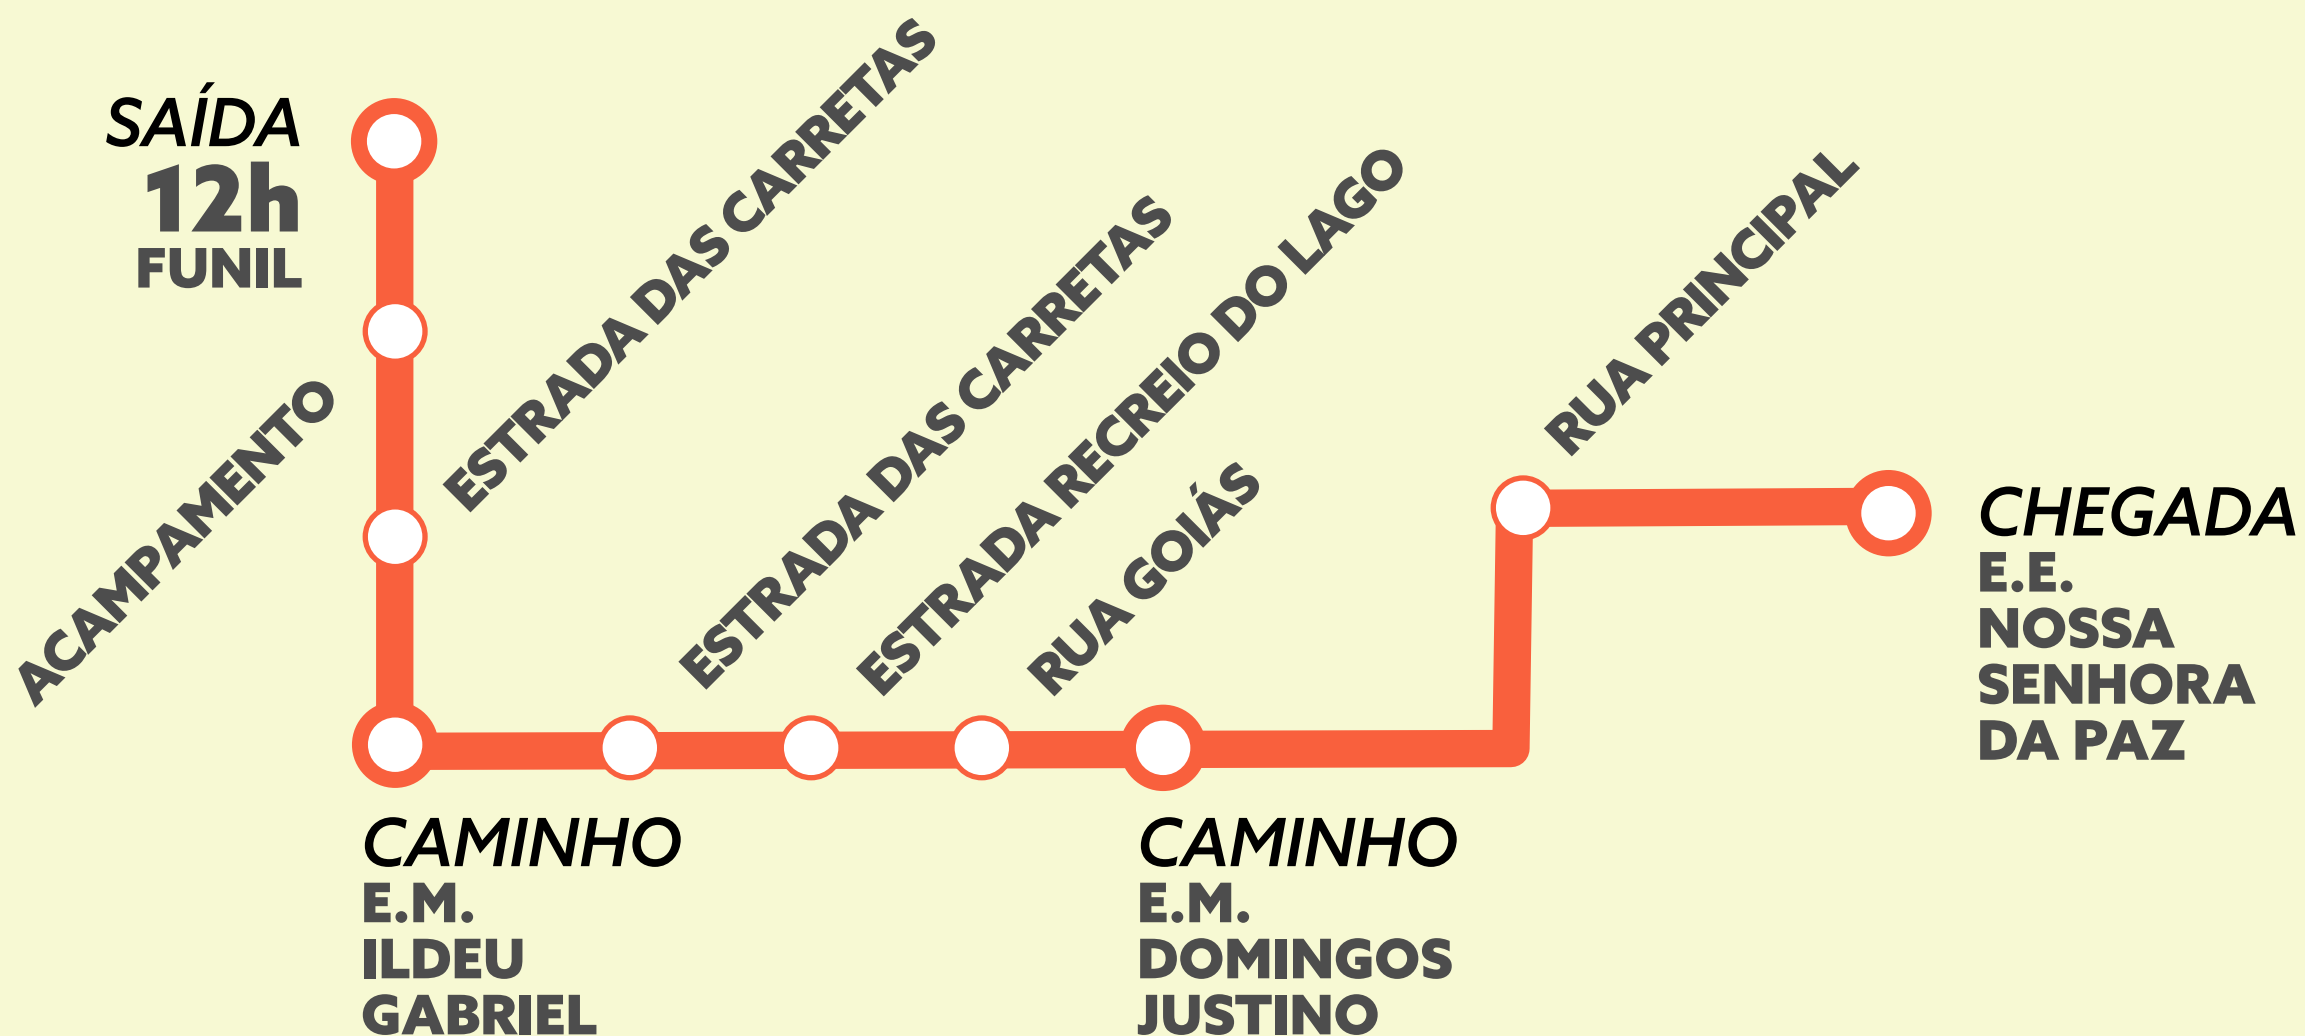 SAÍDA
12h
FUNIL
ACAMPAMENTO
ESTRADA DAS CARRETAS
CAMINHO
E.M.
ILDEU
GABRIEL
ESTRADA DAS CARRETAS
ESTRADA RECREIO DO LAGO
RUA GOIÁS
CAMINHO
E.M.
DOMINGOS
JUSTINO
RUA PRINCIPAL
CHEGADA
E.E.
NOSSA
SENHORA
DA PAZ